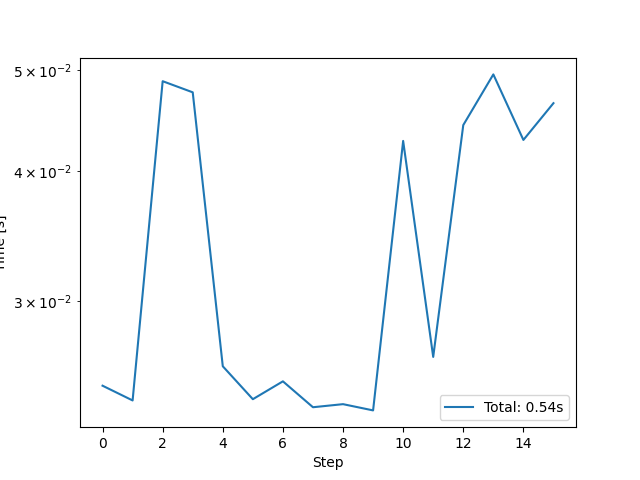 5 × 10⁻²
4 × 10⁻²
3 × 10⁻²
Time [s]
0 2 4 6 8 10 12 14
Step
Total: 0.54s